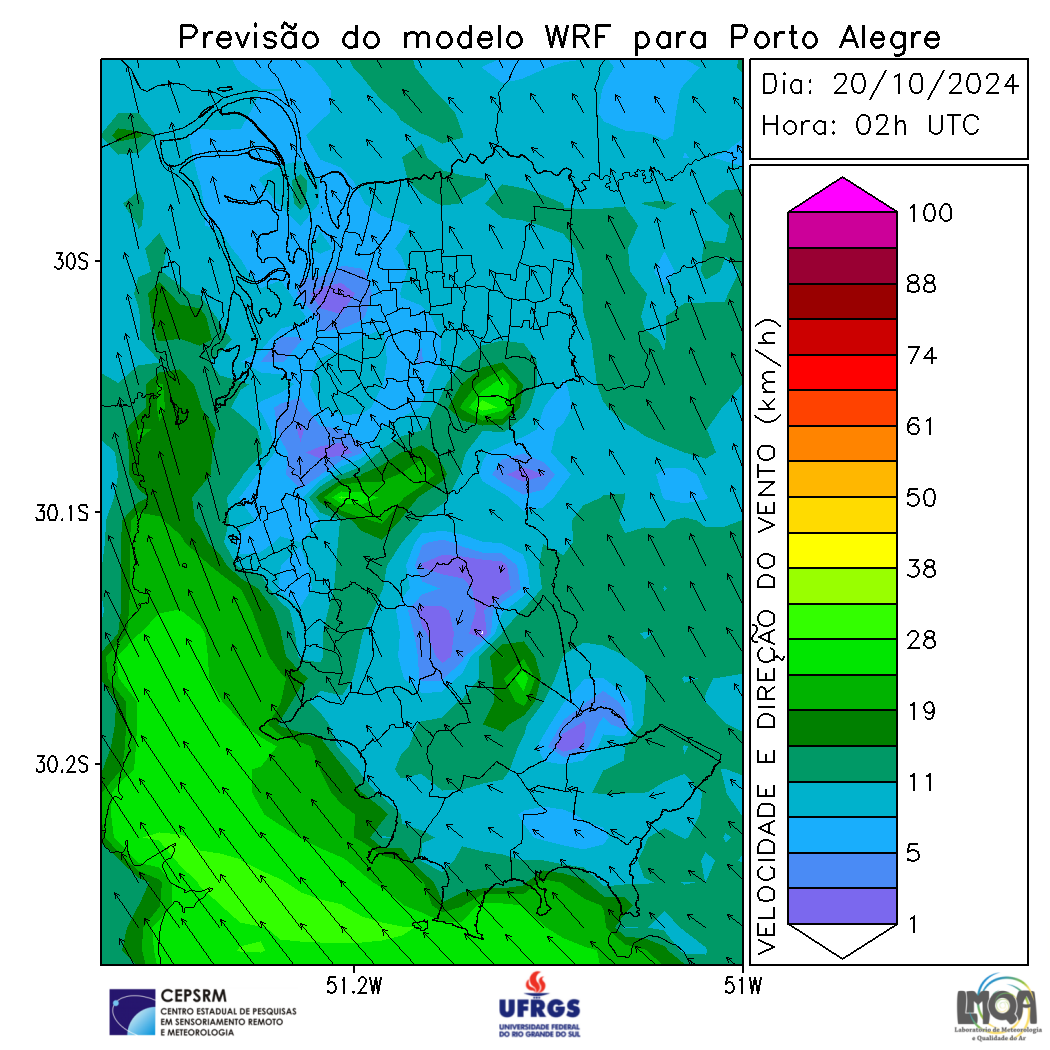 Previsão do modelo WRF para Porto Alegre
Dia: 20/10/2024
Hora: 02h UTC
30S
30.1S
30.2S
51.2W
51W
VELOCIDADE E DIREÇÃO DO VENTO (km/h)
100
88
74
61
50
38
28
19
11
5
1
CEPSRM
CENTRO ESTADUAL DE PESQUISAS
EM SENSORIAMENTO REMOTO
E METEOROLOGIA
UFRGS
UNIVERSIDADE FEDERAL
DO RIO GRANDE DO SUL
LMQA
Laboratório de Meteorologia
e Qualidade do Ar